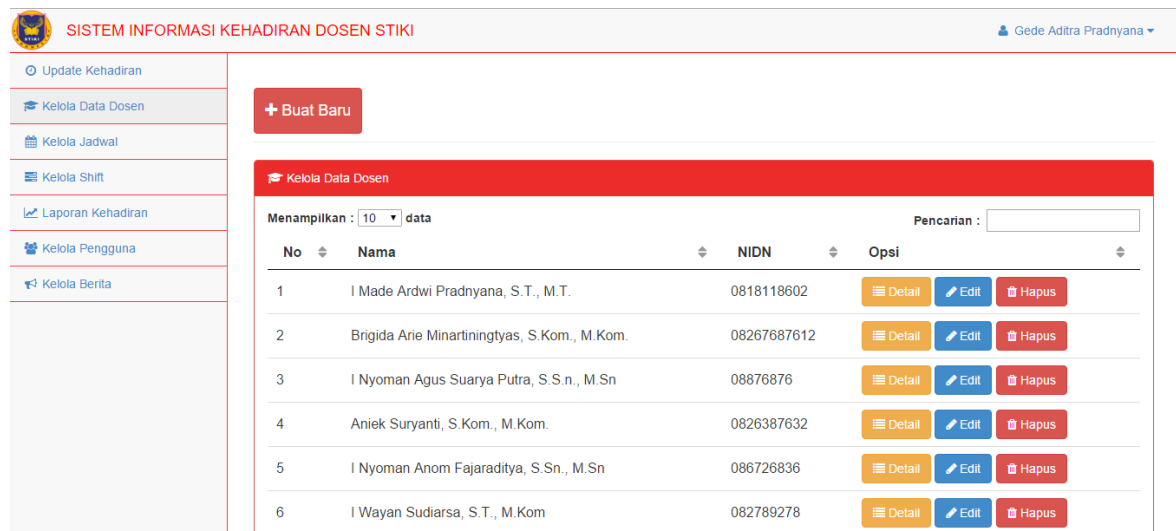 STIKI
SISTEM INFORMASI KEHADIRAN DOSEN STIKI
Gede Aditra Pradnyana
Update Kehadiran
Kelola Data Dosen
Kelola Jadwal
Kelola Shift
Laporan Kehadiran
Kelola Pengguna
Kelola Berita
+ Buat Baru
Kelola Data Dosen
Menampilkan : 10 data Pencarian :
No Nama NIDN Opsi
1 I Made Ardwi Pradnyana, S.T., M.T. 0818118602 Detail Edit Hapus
2 Brigida Arie Minartiningtyas, S.Kom., M.Kom. 08267687612 Detail Edit Hapus
3 I Nyoman Agus Suarya Putra, S.S.n., M.Sn 08876876 Detail Edit Hapus
4 Aniek Suryanti, S.Kom., M.Kom. 0826387632 Detail Edit Hapus
5 I Nyoman Anom Fajaraditya, S.Sn., M.Sn 086726836 Detail Edit Hapus
6 I Wayan Sudiarsa, S.T., M.Kom 082789278 Detail Edit Hapus